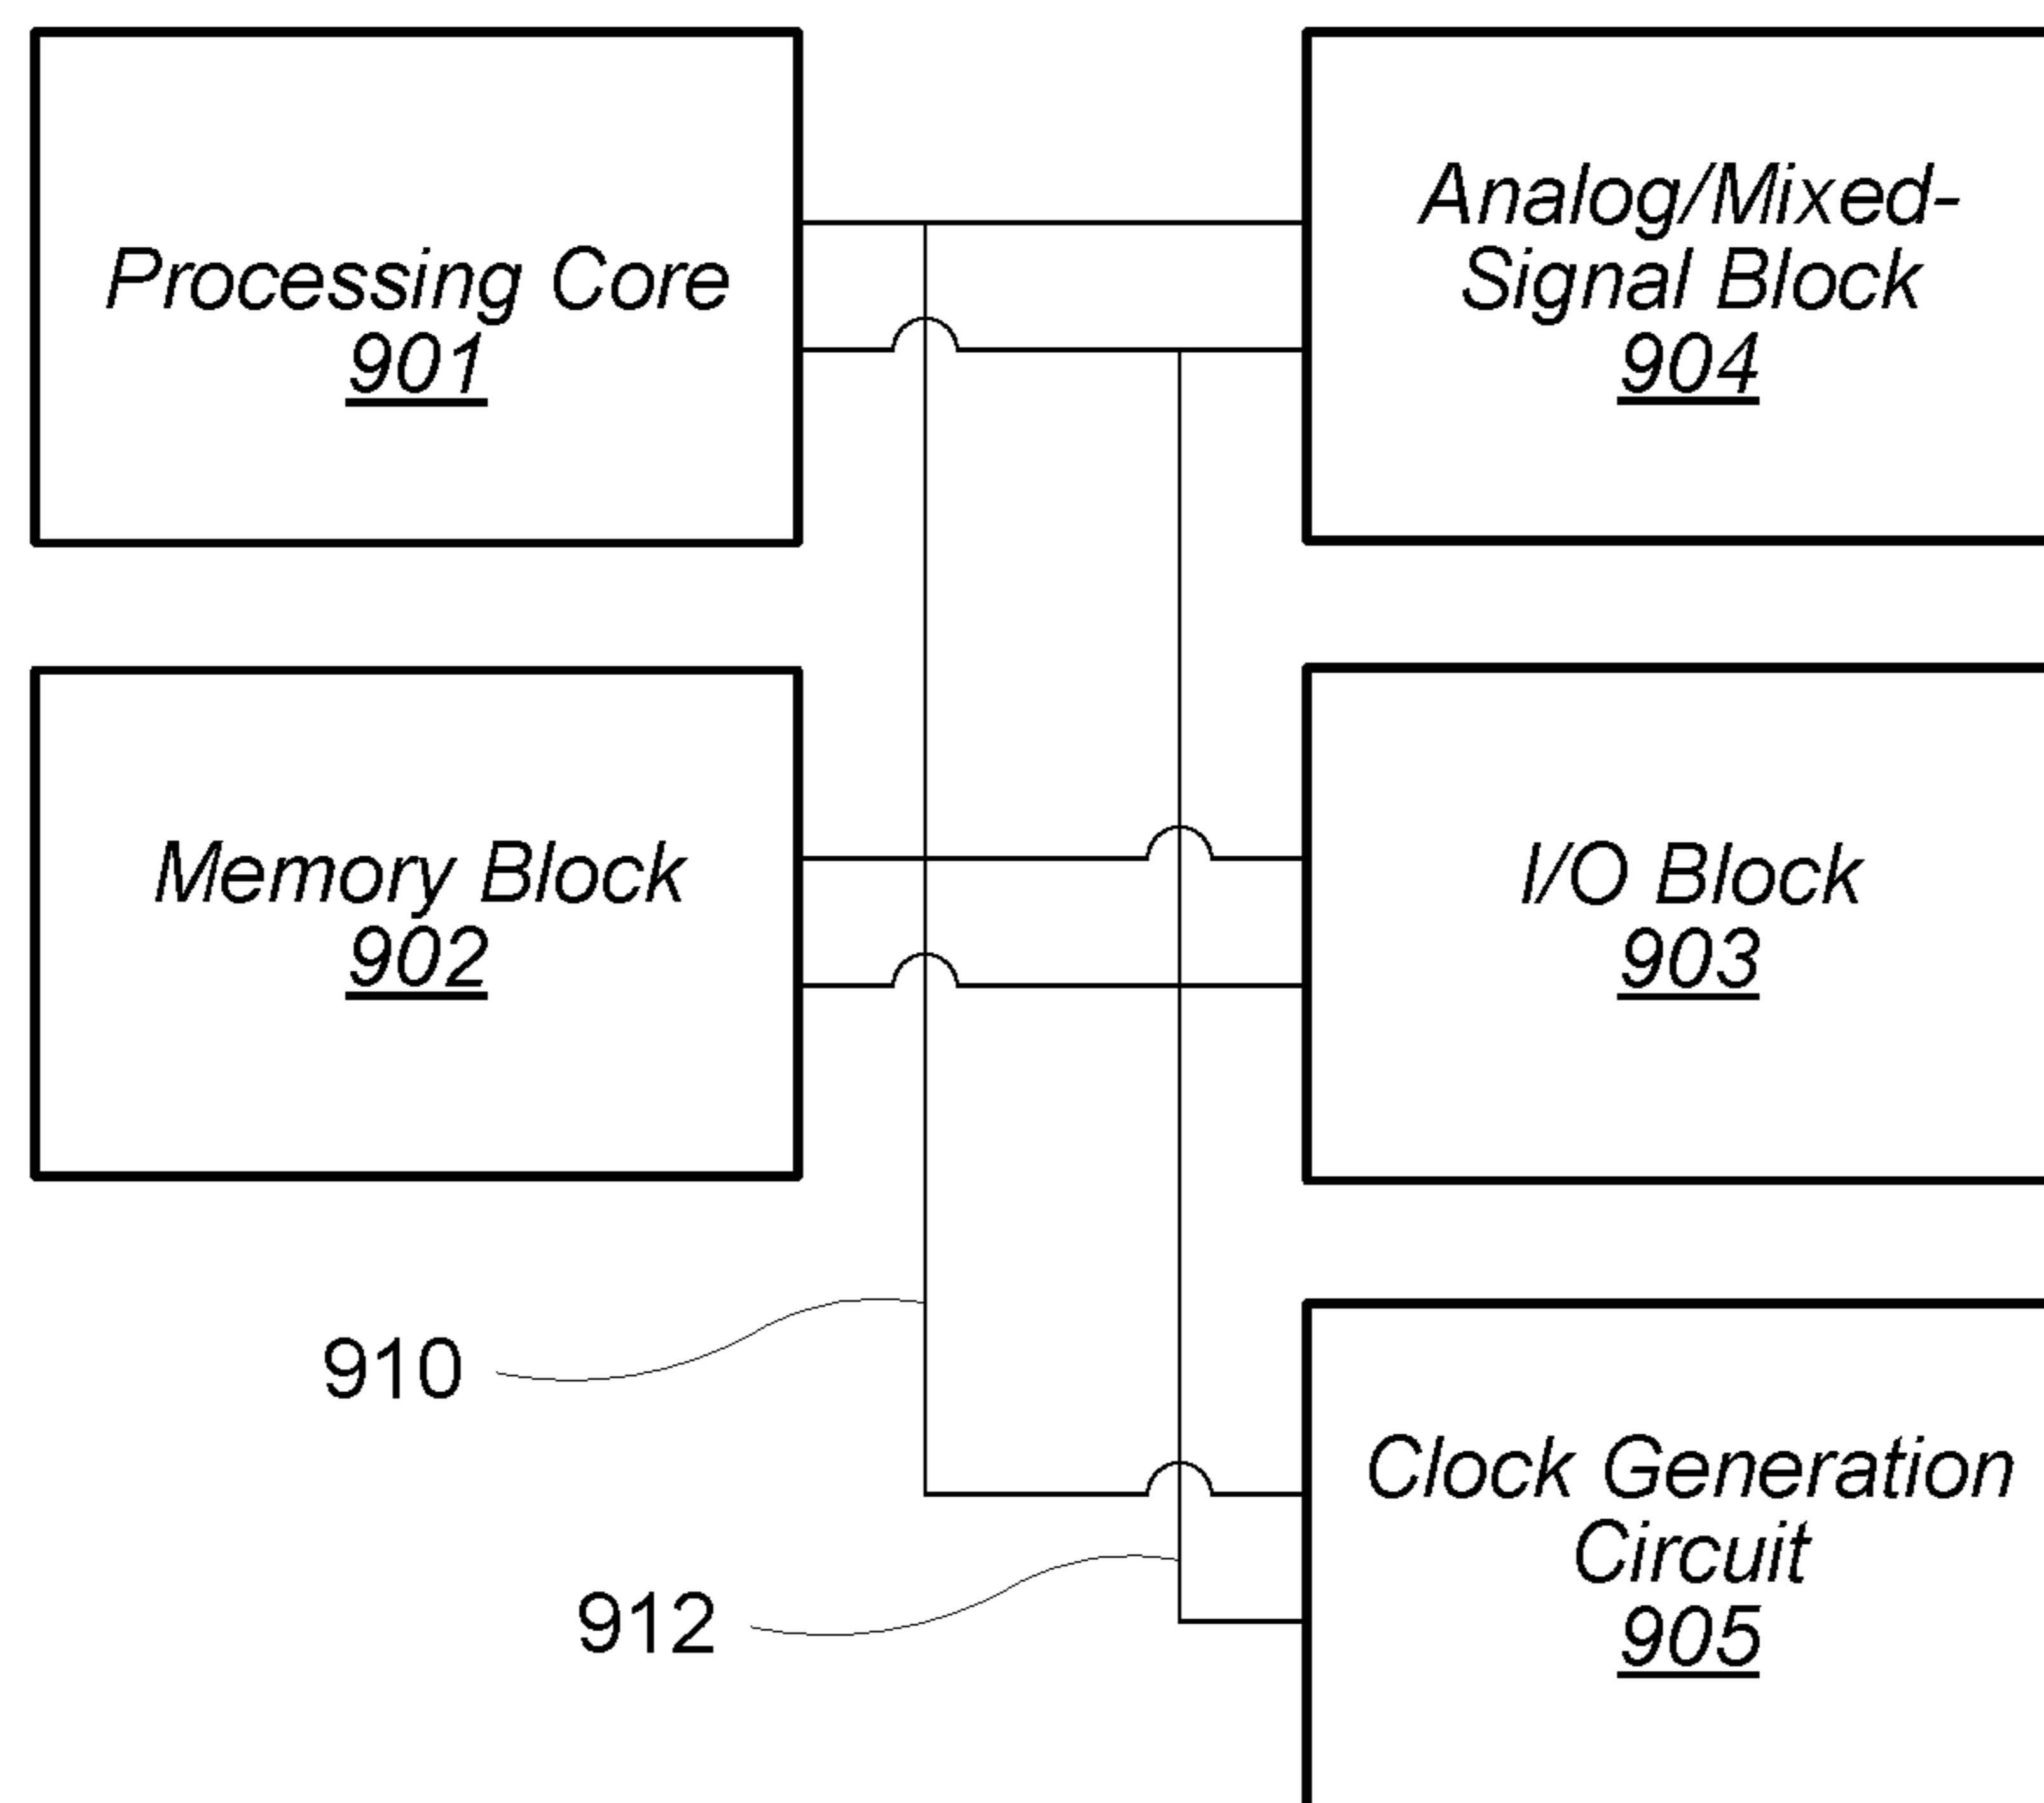 Processing Core
901
Analog/Mixed-
Signal Block
904
Memory Block
902
I/O Block
903
910
912
Clock Generation
Circuit
905